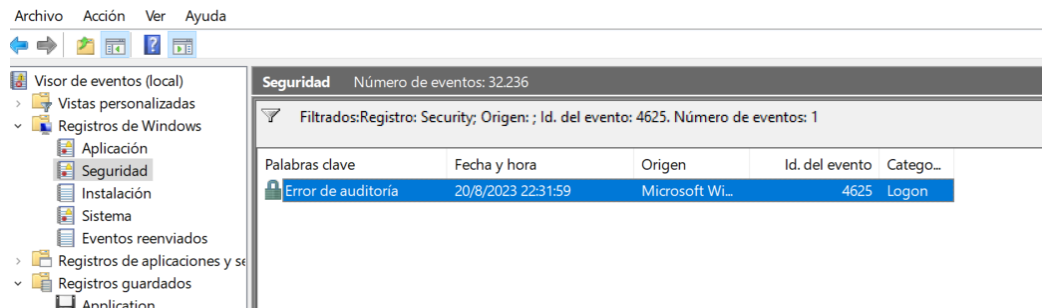 Archivo Acción Ver Ayuda
Visor de eventos (local)
Vistas personalizadas
Registros de Windows
Aplicación
Seguridad
Instalación
Sistema
Eventos reenviados
Registros de aplicaciones y se
Registros guardados
Application
Seguridad Número de eventos: 32.236
Filtrados:Registro: Security; Origen: ; Id. del evento: 4625. Número de eventos: 1
Palabras clave Fecha y hora Origen Id. del evento Catego...
Error de auditoría 20/8/2023 22:31:59 Microsoft Wi... 4625 Logon